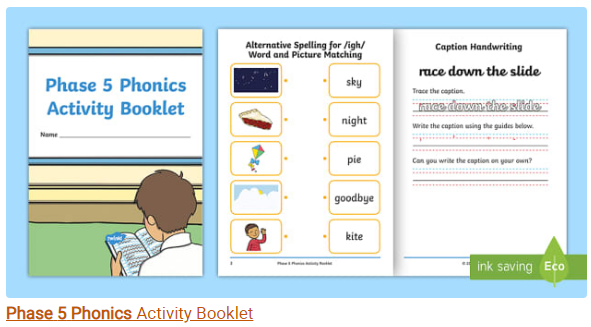 Phase 5 Phonics
Activity Booklet
Name
Alternative Spelling for /igh/
Word and Picture Matching
sky
night
pie
goodbye
kite
Phase 5 Phonics Activity Booklet
Caption Handwriting
race down the slide
Trace the caption.
race down the slide
Write the caption using the guides below.
Can you write the caption on your own?
ink saving Eco
Phase 5 Phonics Activity Booklet